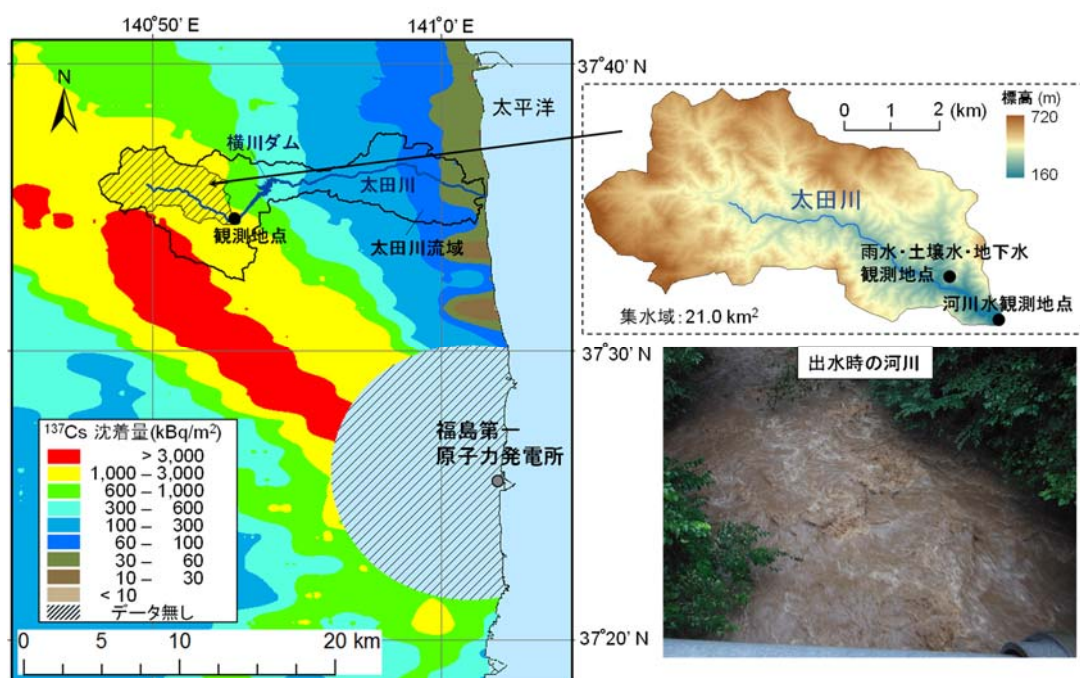 140°50′ E
141°0′ E
37°40′ N
N
太平洋
横川ダム
太田川
観測地点
太田川流域
37°30′ N
福島第一
原子力発電所
¹³⁷Cs 沈着量(kBq/m²)
> 3,000
1,000 – 3,000
600 – 1,000
300 – 600
100 – 300
60 – 100
30 – 60
10 – 30
< 10
データ無し
0 5 10 20 km
37°20′ N
0 1 2 (km)
標高 (m)
720
160
太田川
雨水・土壌水・地下水
観測地点
河川水観測地点
集水域：21.0 km²
出水時の河川